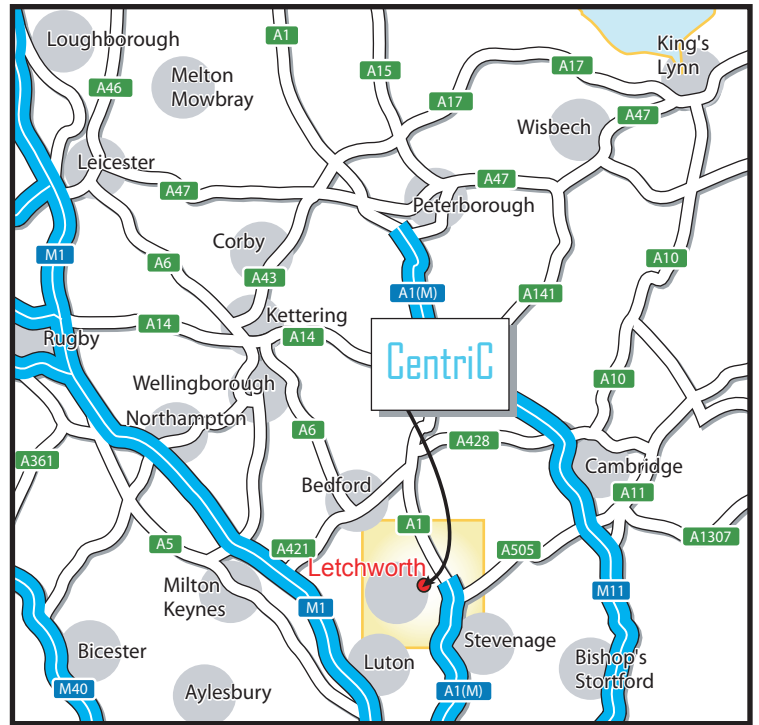 Loughborough
A1
King's
Lynn
A15
A17
Melton
Mowbray
A46
A17
A47
Wisbech
Leicester
A47
A47
Peterborough
Corby
M1
A6
A43
A10
A1(M)
A141
Kettering
A14
A14
Rugby
CentriC
Wellingborough
A10
Northampton
A6
A428
A361
Cambridge
Bedford
A11
A1
A1307
A5
A421
A505
Letchworth
Milton
Keynes
M1
M11
Stevenage
Bicester
Luton
Bishop's
Stortford
M40
Aylesbury
A1(M)